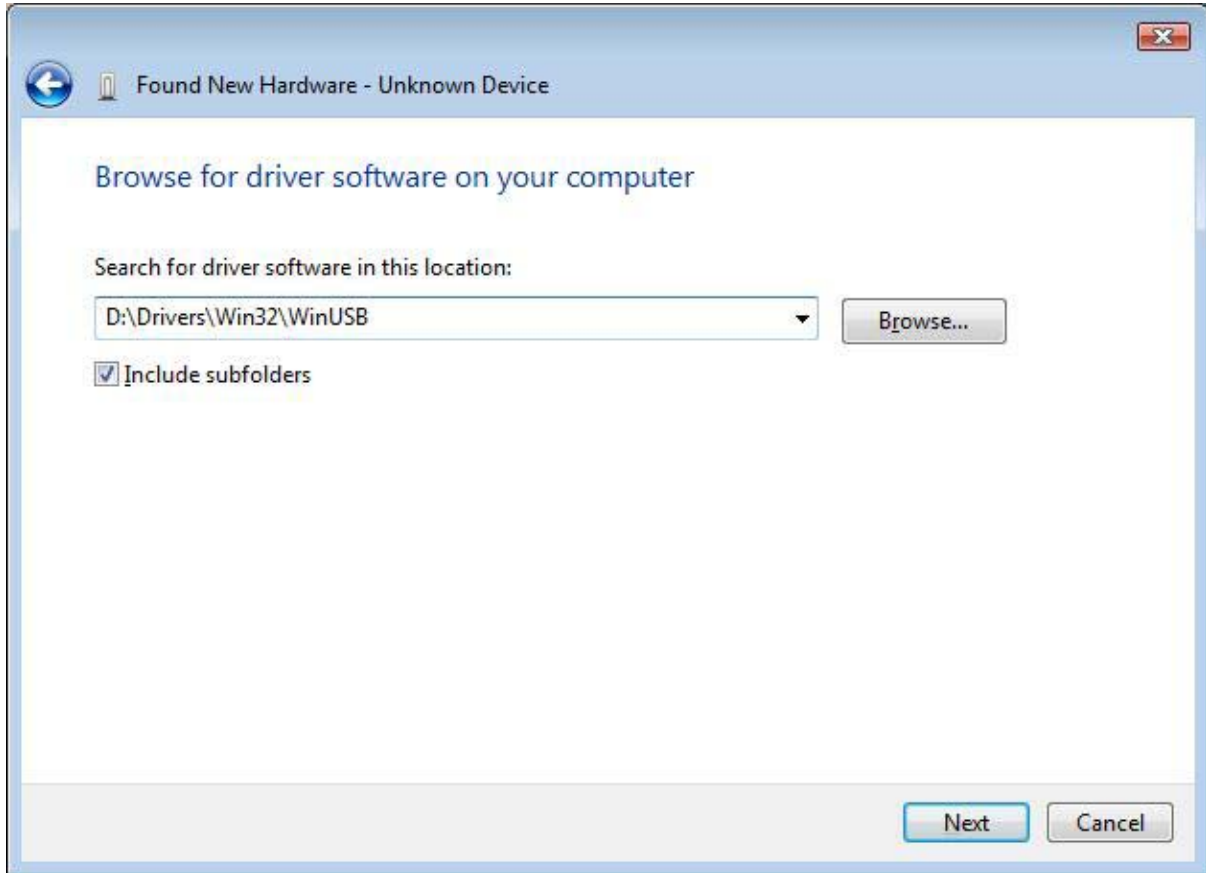 Found New Hardware - Unknown Device
Browse for driver software on your computer
Search for driver software in this location:
D:\Drivers\Win32\WinUSB
Browse...
Include subfolders
Next
Cancel